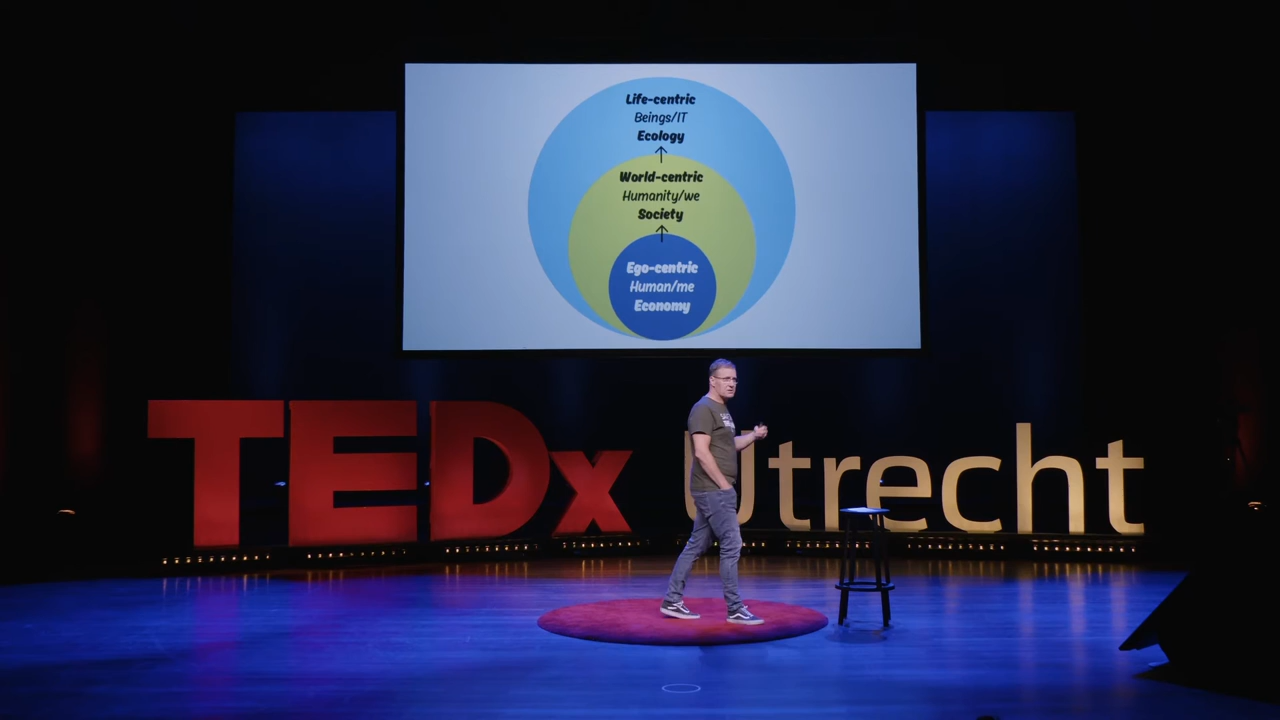 Life-centric
Beings/IT
Ecology
World-centric
Humanity/we
Society
Ego-centric
Human/me
Economy
TEDx Utrecht